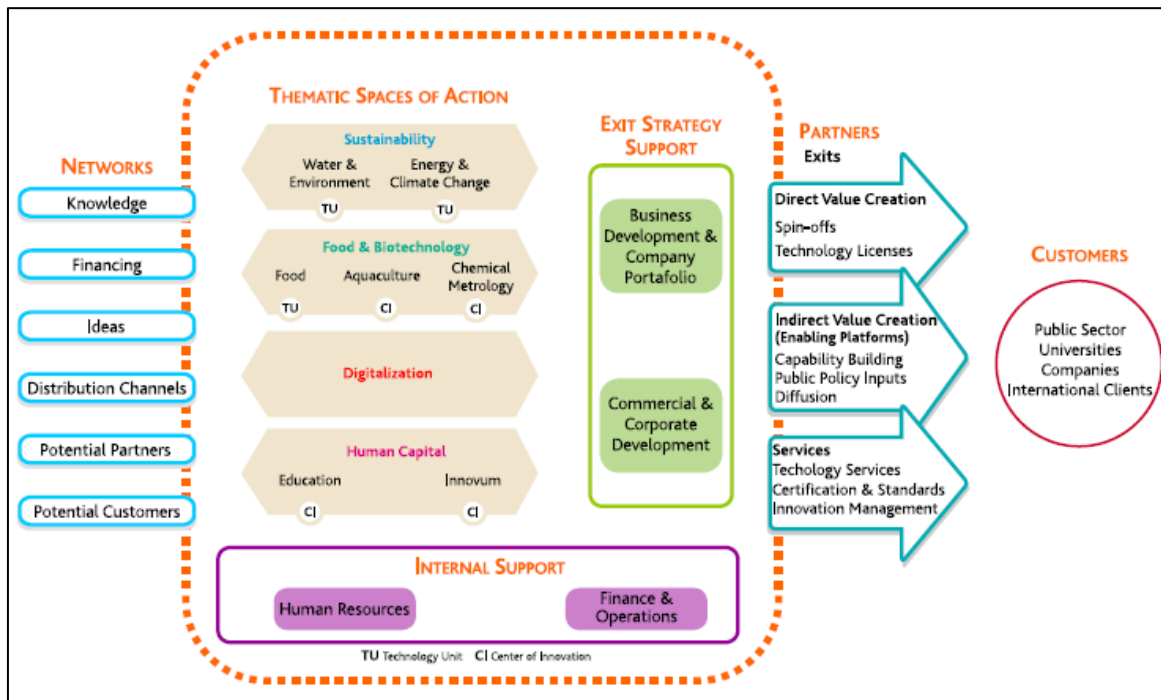 NETWORKS
Knowledge
Financing
Ideas
Distribution Channels
Potential Partners
Potential Customers
THEMATIC SPACES OF ACTION
Sustainability
Water &
Environment
TU
Energy &
Climate Change
TU
Food & Biotechnology
Food
TU
Aquaculture
CI
Chemical
Metrology
CI
Digitalization
Human Capital
Education
CI
Innovum
CI
EXIT STRATEGY
SUPPORT
Business
Development &
Company
Portafolio
Commercial &
Corporate
Development
INTERNAL SUPPORT
Human Resources
Finance &
Operations
TU Technology Unit CI Center of Innovation
PARTNERS
Exits
Direct Value Creation
Spin-offs
Technology Licenses
Indirect Value Creation
(Enabling Platforms)
Capability Building
Public Policy Inputs
Diffusion
Services
Techology Services
Certification & Standards
Innovation Management
CUSTOMERS
Public Sector
Universities
Companies
International Clients